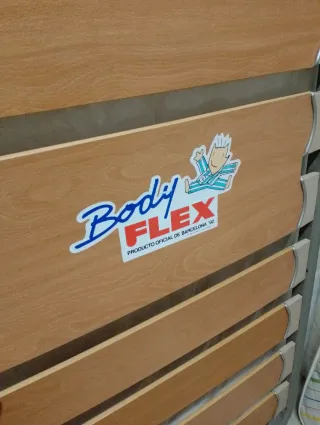 Body
FLEX
PRODUCTO OFICIAL DE BARCELONA '92